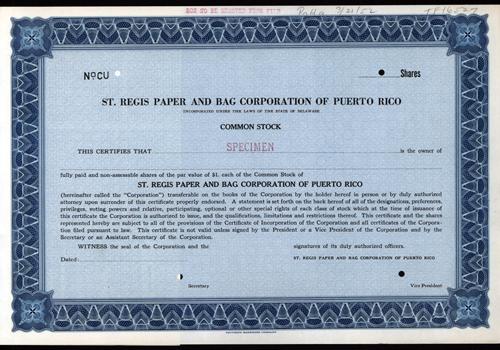 NOT TO BE REMOVED FROM FILE
3/21/52
NºCU
Shares
ST. REGIS PAPER AND BAG CORPORATION OF PUERTO RICO
INCORPORATED UNDER THE LAWS OF THE STATE OF DELAWARE
COMMON STOCK
THIS CERTIFIES THAT SPECIMEN is the owner of
fully paid and non-assessable shares of the par value of $1. each of the Common Stock of
ST. REGIS PAPER AND BAG CORPORATION OF PUERTO RICO
(hereinafter called the "Corporation") transferable on the books of the Corporation by the holder hereof in person or by duly authorized
attorney upon surrender of this certificate properly endorsed. A statement is set forth on the back hereof of all of the designations, preferences,
privileges, voting powers and relative, participating, optional or other special rights of each class of stock which at the time of issuance of
this certificate the Corporation is authorized to issue, and the qualifications, limitations and restrictions thereof. This certificate and the shares
represented hereby are subject to all of the provisions of the Certificate of Incorporation of the Corporation and all certificates of the Corpora-
tion filed pursuant to law. This certificate is not valid unless signed by the President or a Vice President of the Corporation and by the
Secretary or an Assistant Secretary of the Corporation.
WITNESS the seal of the Corporation and the signatures of its duly authorized officers.
Dated: ST. REGIS PAPER AND BAG CORPORATION OF PUERTO RICO
Secretary Vice President